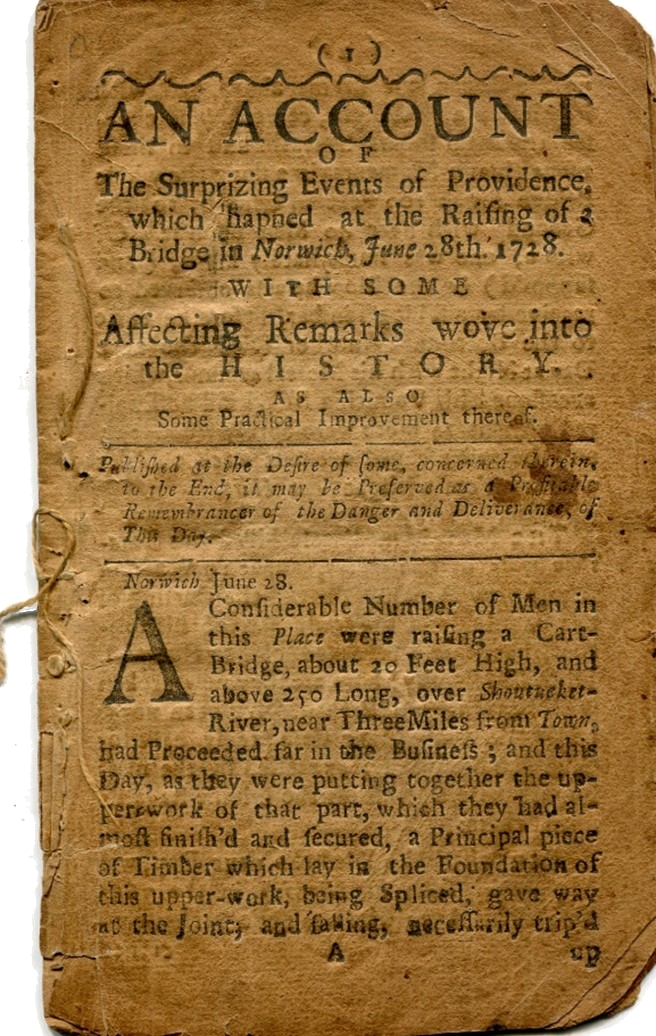 ( 1 )
AN ACCOUNT
OF
The Surprizing Events of Providence,
which hapned at the Raiſing of a
Bridge in Norwich, June 28th. 1728.
WITH SOME
Affecting Remarks wove into
the HISTORY.
AS ALSO
Some Practical Improvement thereof.
Publiſhed at the Deſire of ſome, concerned therein,
to the End, it may be Preſerved as a Profitable
Remembrancer of the Danger and Deliverance, of
This Day.
Norwich June 28.
A Conſiderable Number of Men in
this Place were raiſing a Cart-
Bridge, about 20 Feet High, and
above 250 Long, over Shoutucket-
River, near Three Miles from Town,
had Proceeded far in the Buſineſs ; and this
Day, as they were putting together the up-
per-work of that part, which they had al-
moſt finiſh'd and ſecured, a Principal piece
of Timber which lay in the Foundation of
this upper-work, being Spliced, gave way
at the Joint; and falling, neceſſarily trip'd
A up